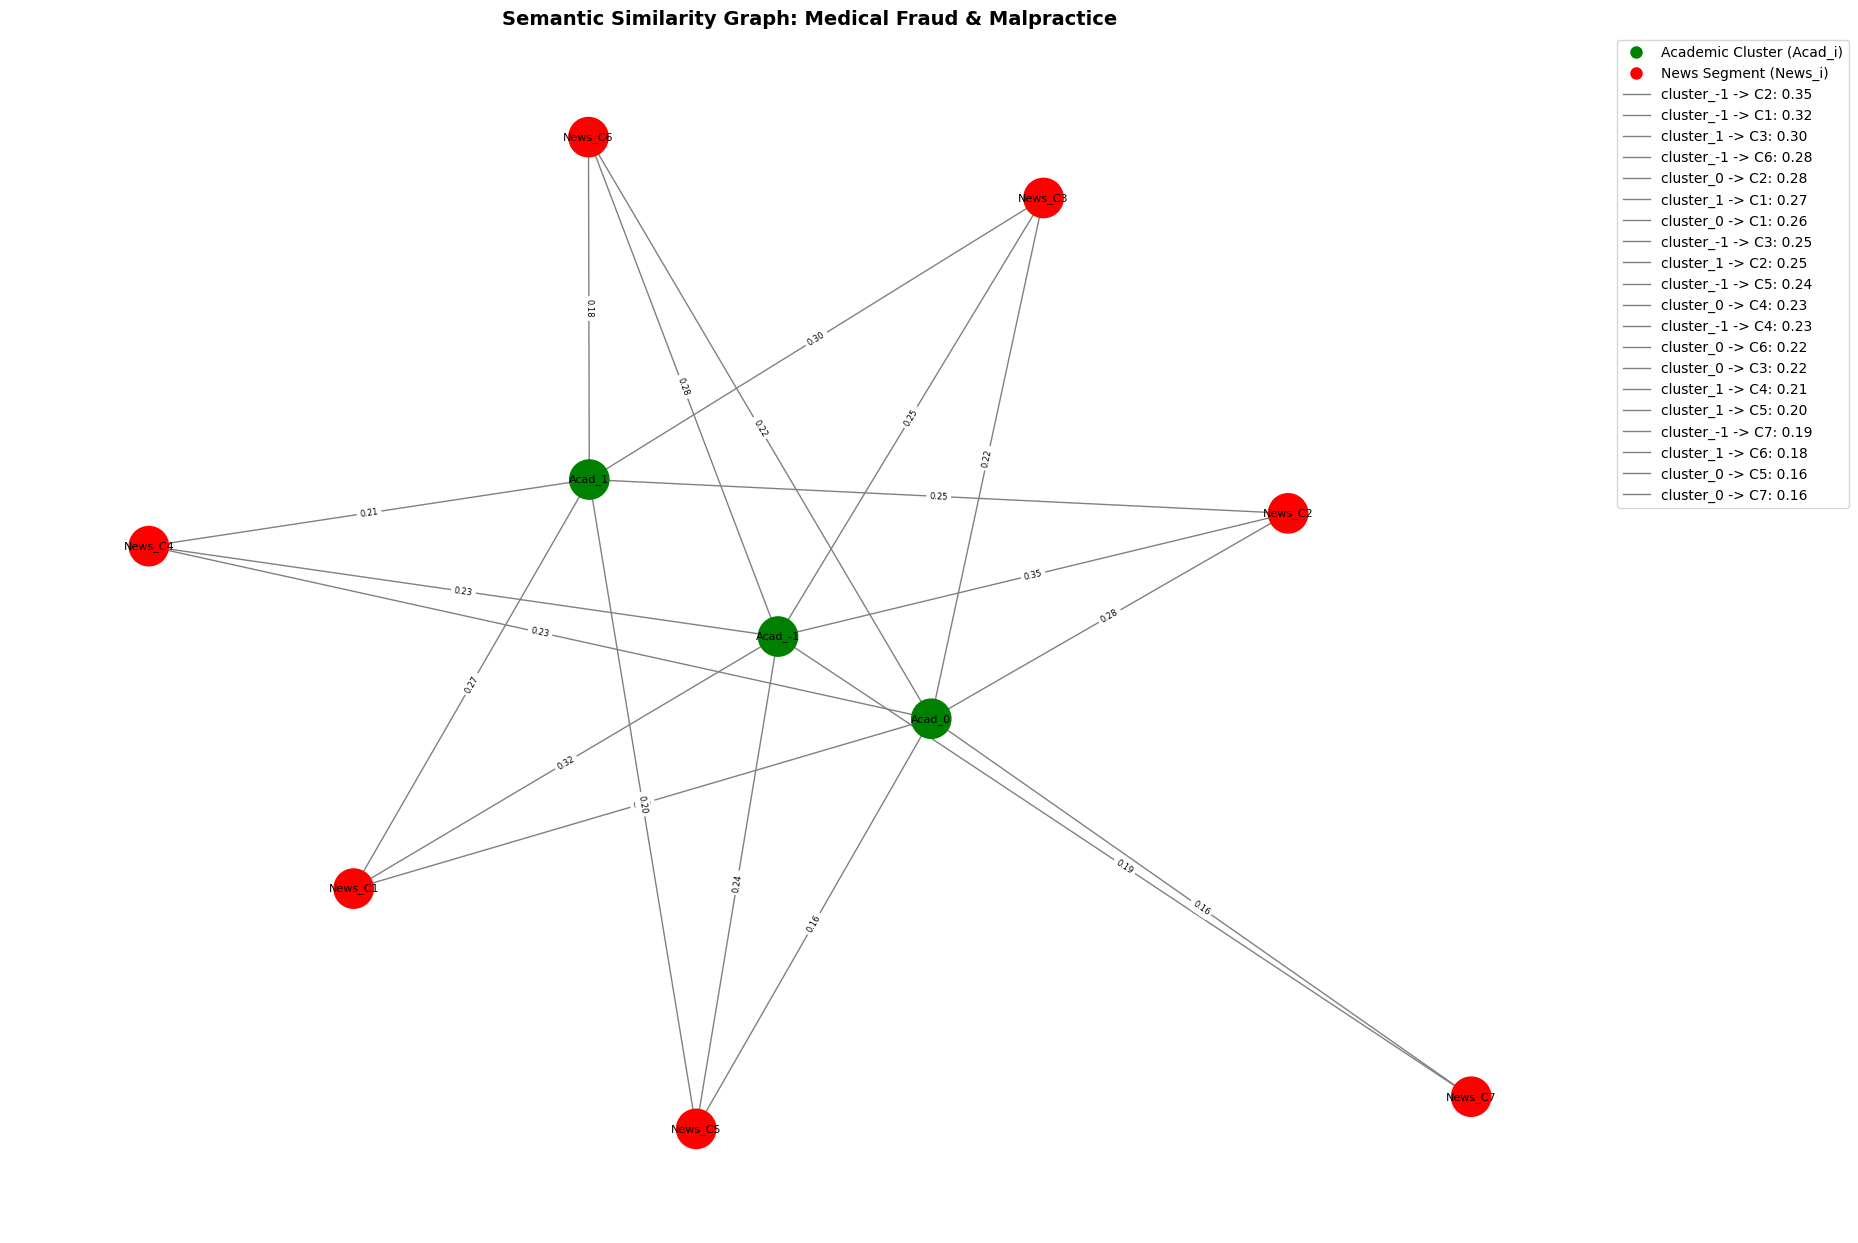 Semantic Similarity Graph: Medical Fraud & Malpractice
Academic Cluster (Acad_i)
News Segment (News_i)
cluster_-1 -> C2: 0.35
cluster_-1 -> C1: 0.32
cluster_1 -> C3: 0.30
cluster_-1 -> C6: 0.28
cluster_0 -> C2: 0.28
cluster_1 -> C1: 0.27
cluster_0 -> C1: 0.26
cluster_-1 -> C3: 0.25
cluster_1 -> C2: 0.25
cluster_-1 -> C5: 0.24
cluster_0 -> C4: 0.23
cluster_-1 -> C4: 0.23
cluster_0 -> C6: 0.22
cluster_0 -> C3: 0.22
cluster_1 -> C4: 0.21
cluster_1 -> C5: 0.20
cluster_-1 -> C7: 0.19
cluster_1 -> C6: 0.18
cluster_0 -> C5: 0.16
cluster_0 -> C7: 0.16
News_C6
News_C3
0.18
0.30
0.28
0.25
0.22
0.22
Acad_1
0.25
0.21
News_C2
News_C4
0.35
0.23
0.28
0.23
Acad_-1
0.27
Acad_0
0.32
0.20
0.19
0.24
News_C1
0.16
0.16
News_C7
News_C5